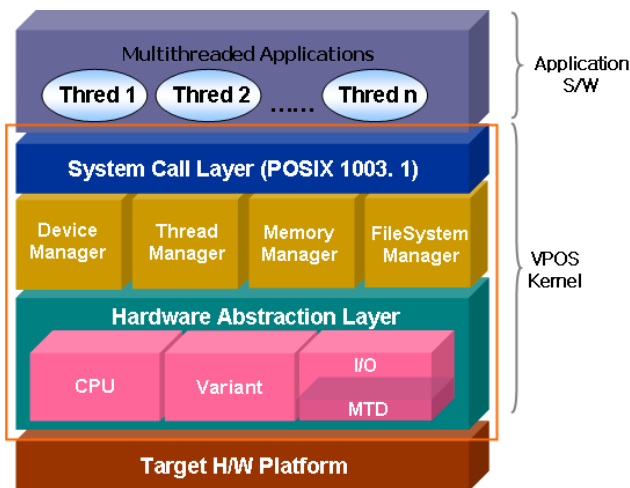 Multithreaded Applications
Thred 1
Thred 2
......
Thred n
Application
S/W
System Call Layer (POSIX 1003. 1)
Device
Manager
Thread
Manager
Memory
Manager
FileSystem
Manager
VPOS
Kernel
Hardware Abstraction Layer
CPU
Variant
I/O
MTD
Target H/W Platform